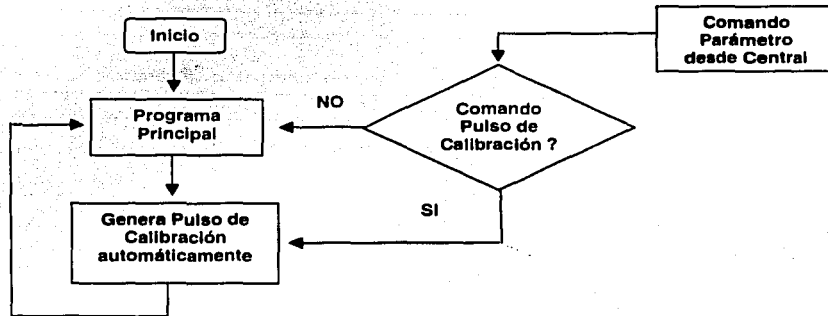 Inicio
Comando
Parámetro
desde Central
NO
Programa
Principal
Comando
Pulso de
Calibración ?
SI
Genera Pulso de
Calibración
automáticamente